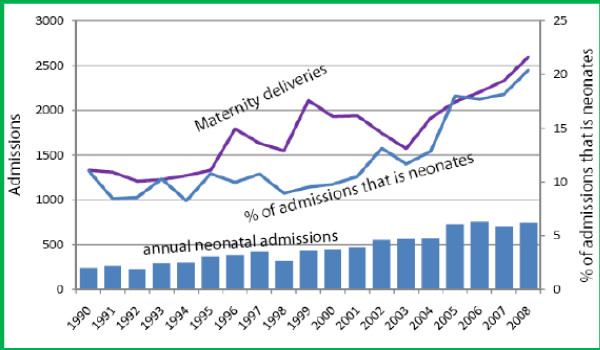 3000
2500
2000
1500
1000
500
0
Admissions
25
20
15
10
5
0
% of admissions that is neonates
Maternity deliveries
% of admissions that is neonates
annual neonatal admissions
1990 1991 1992 1993 1994 1995 1996 1997 1998 1999 2000 2001 2002 2003 2004 2005 2006 2007 2008